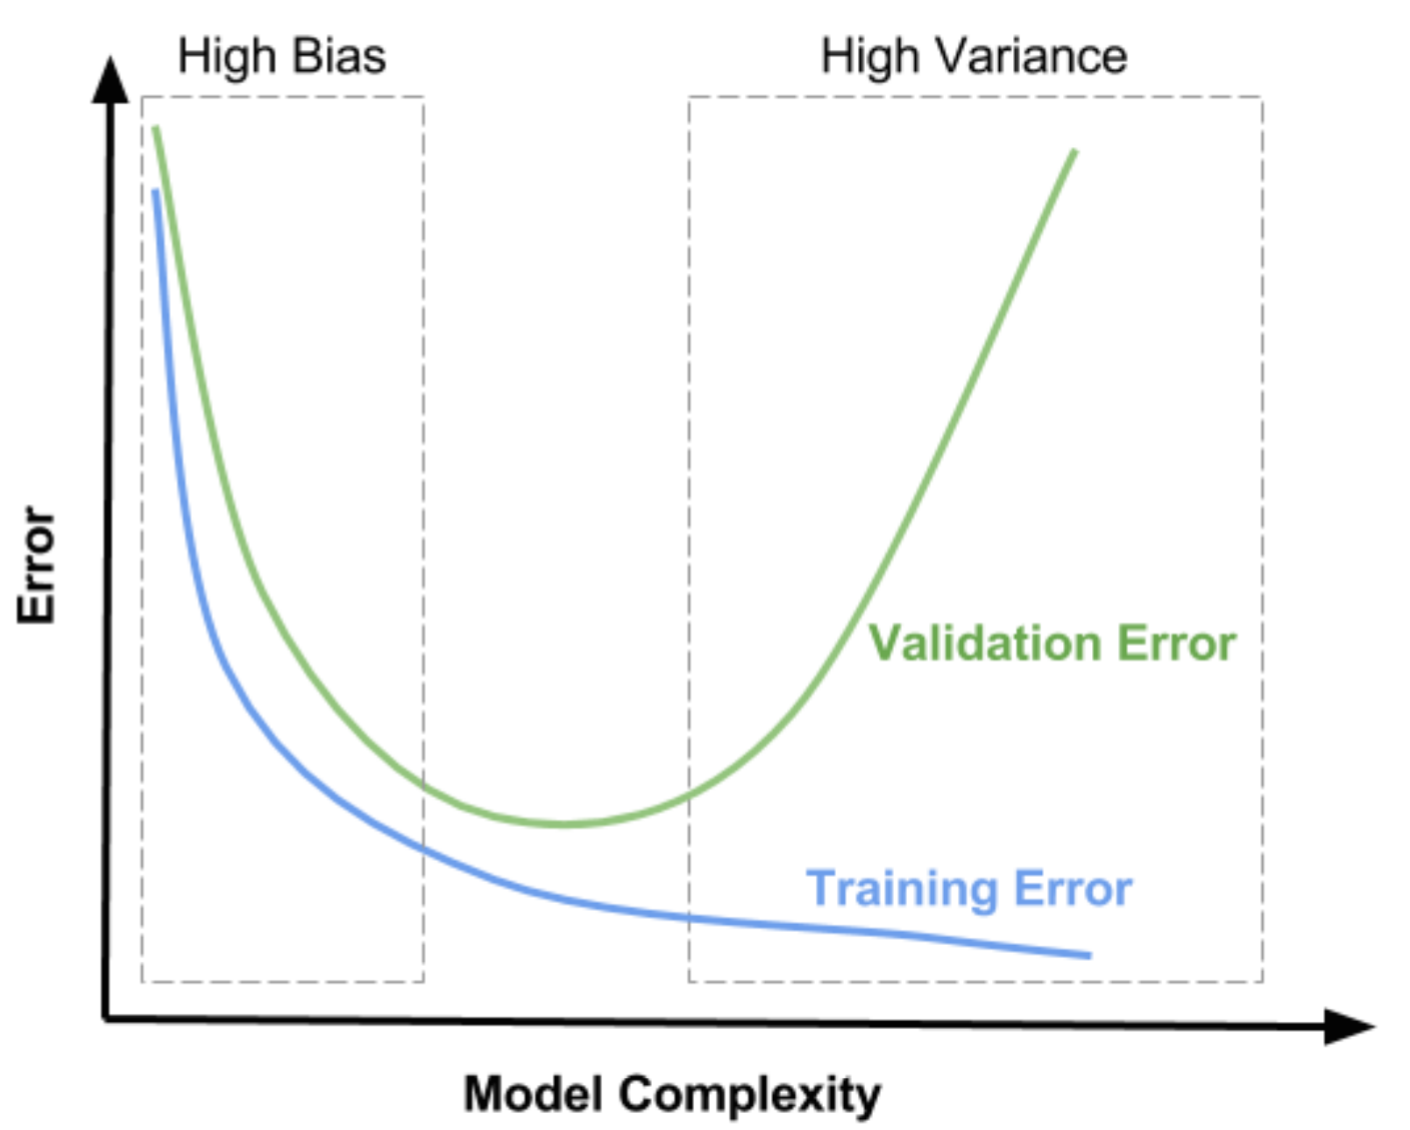 High Bias
High Variance
Error
Validation Error
Training Error
Model Complexity